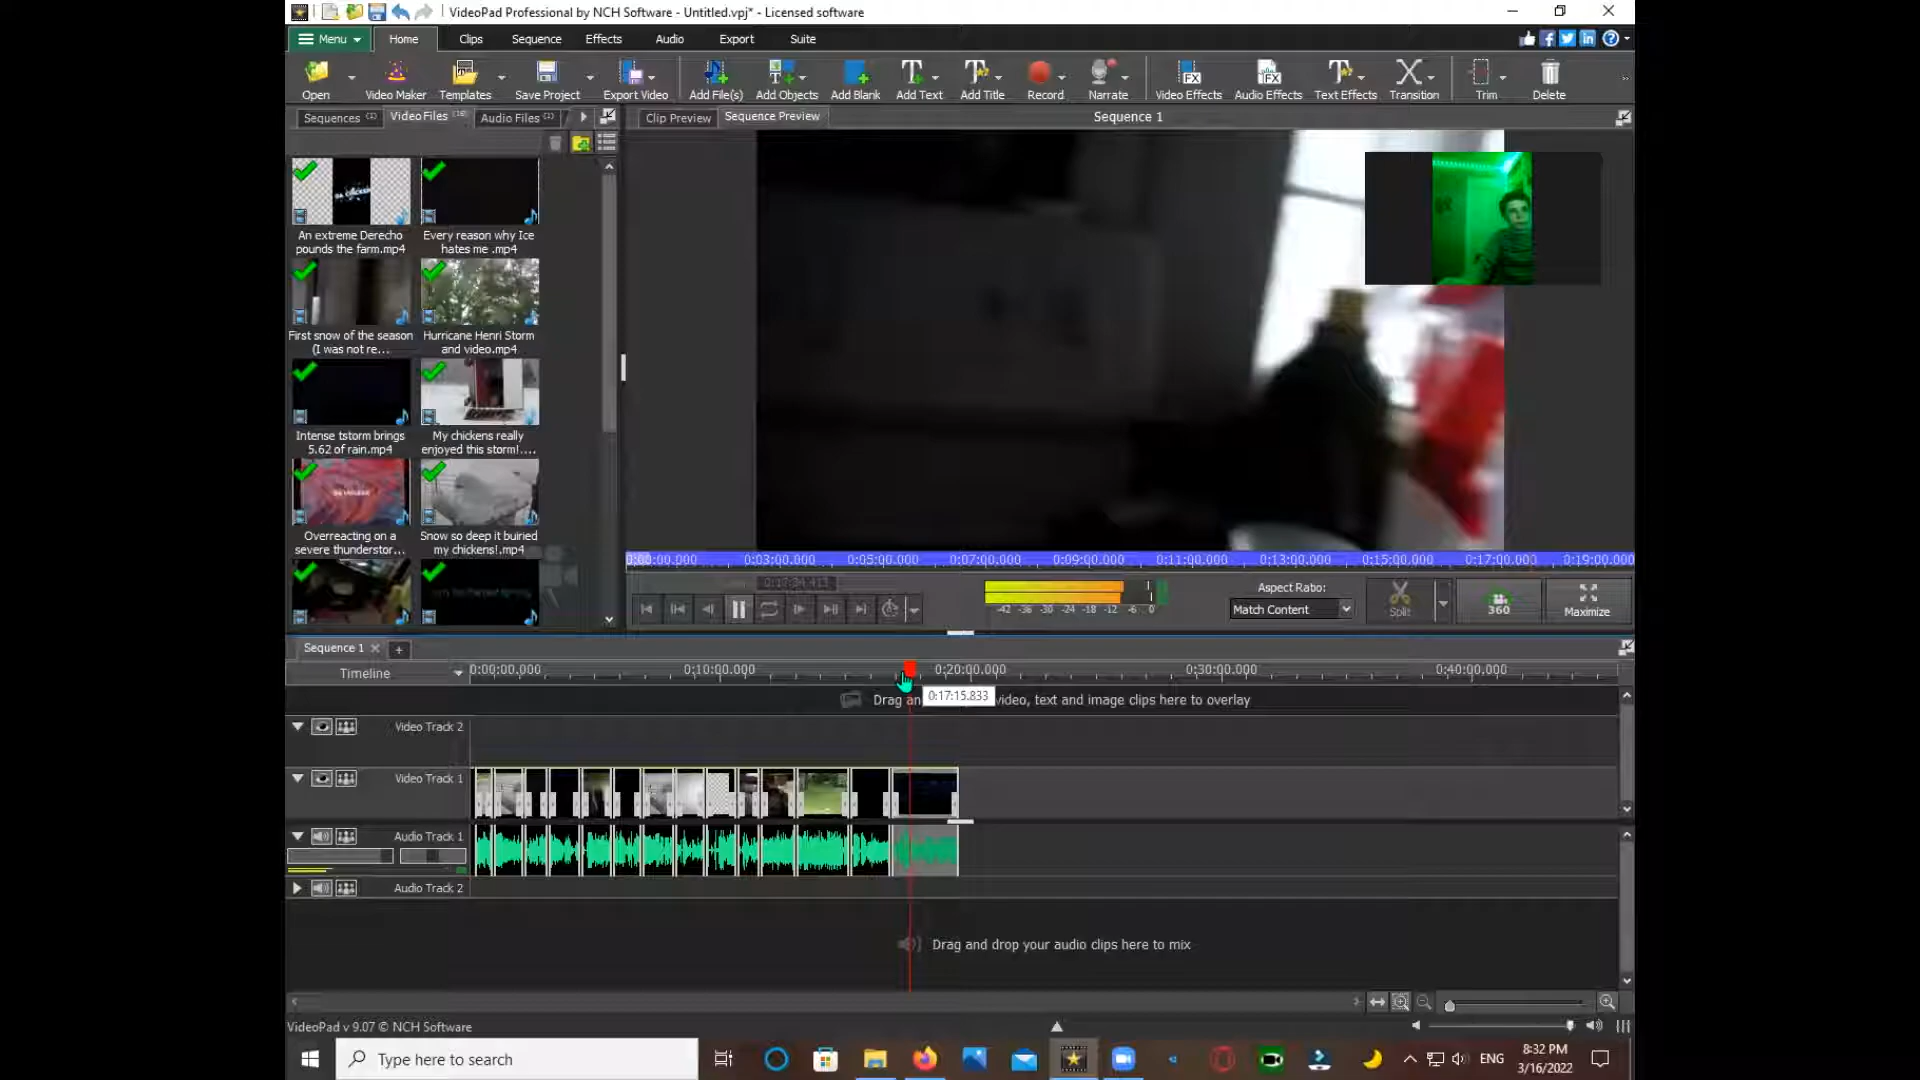 VideoPad Professional by NCH Software - Untitled.vpj* - Licensed software
Menu Home Clips Sequence Effects Audio Export Suite
Open Video Maker Templates Save Project Export Video Add File(s) Add Objects Add Blank Add Text Add Title Record Narrate Video Effects Audio Effects Text Effects Transition Trim Delete
Sequences Video Files Audio Files
Clip Preview Sequence Preview Sequence 1
An extreme Derecho
pounds the farm.mp4
Every reason why Ice
hates me .mp4
First snow of the season
(I was not re...
Hurricane Henri Storm
and video.mp4
Intense tstorm brings
5.62 of rain.mp4
My chickens really
enjoyed this storm!....
Overreacting on a
severe thunderstor...
Snow so deep it buiried
my chickens!.mp4
0:00:00.000 0:03:00.000 0:05:00.000 0:07:00.000 0:09:00.000 0:11:00.000 0:13:00.000 0:15:00.000 0:17:00.000 0:19:00.000
-42 -36 -30 -24 -18 -12 -6 0
Aspect Ratio:
Match Content
Split
360
Maximize
Sequence 1
Timeline
0:00:00.000 0:10:00.000 0:20:00.000 0:30:00.000 0:40:00.000
0:17:15.833
Drag an video, text and image clips here to overlay
Video Track 2
Video Track 1
Audio Track 1
Audio Track 2
Drag and drop your audio clips here to mix
VideoPad v 9.07 © NCH Software
Type here to search
ENG
8:32 PM
3/16/2022